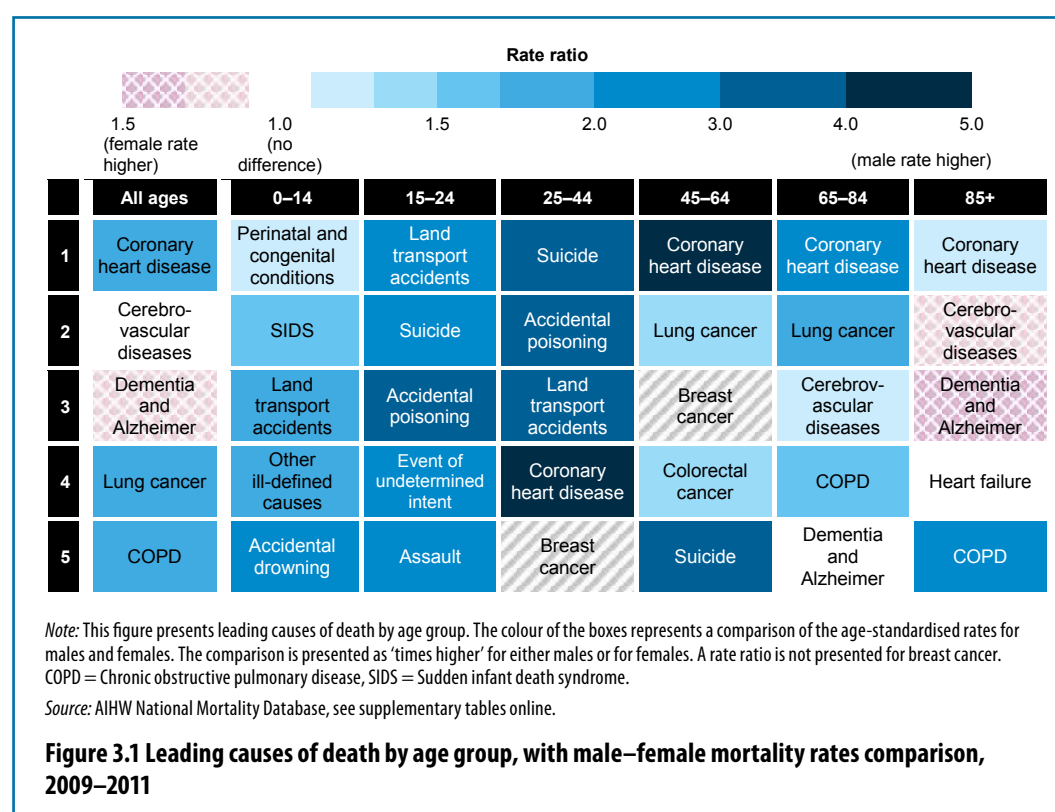 Rate ratio
1.5
(female rate
higher)
1.0
(no
difference)
1.5
2.0
3.0
4.0
5.0
(male rate higher)
All ages
0–14
15–24
25–44
45–64
65–84
85+
1
Coronary
heart disease
Perinatal and
congenital
conditions
Land
transport
accidents
Suicide
Coronary
heart disease
Coronary
heart disease
Coronary
heart disease
2
Cerebro-
vascular
diseases
SIDS
Suicide
Accidental
poisoning
Lung cancer
Lung cancer
Cerebro-
vascular
diseases
3
Dementia
and
Alzheimer
Land
transport
accidents
Accidental
poisoning
Land
transport
accidents
Breast
cancer
Cerebrov-
ascular
diseases
Dementia
and
Alzheimer
4
Lung cancer
Other
ill-defined
causes
Event of
undetermined
intent
Coronary
heart disease
Colorectal
cancer
COPD
Heart failure
5
COPD
Accidental
drowning
Assault
Breast
cancer
Suicide
Dementia
and
Alzheimer
COPD
Note: This figure presents leading causes of death by age group. The colour of the boxes represents a comparison of the age-standardised rates for
males and females. The comparison is presented as ‘times higher’ for either males or for females. A rate ratio is not presented for breast cancer.
COPD = Chronic obstructive pulmonary disease, SIDS = Sudden infant death syndrome.
Source: AIHW National Mortality Database, see supplementary tables online.
Figure 3.1 Leading causes of death by age group, with male–female mortality rates comparison,
2009–2011